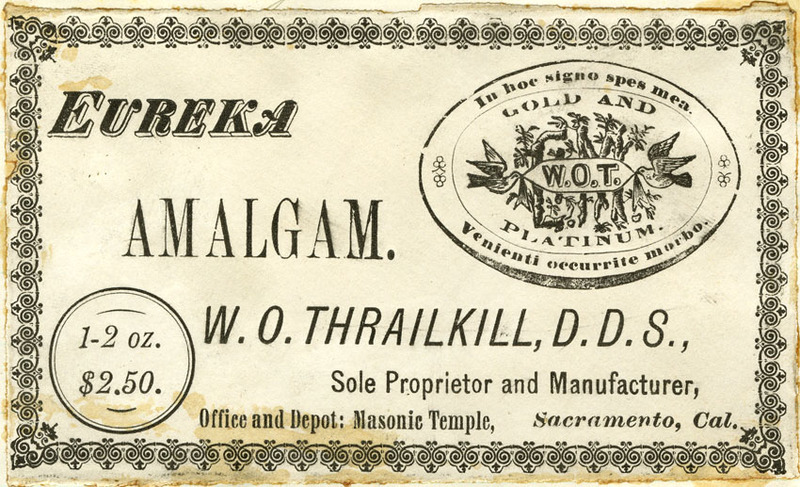 EUREKA
AMALGAM.
In hoc signo spes mea.
GOLD AND
W.O.T.
PLATINUM.
Venienti occurrite morbo.
1-2 oz.
$2.50.
W. O. THRAILKILL, D. D. S.,
Sole Proprietor and Manufacturer,
Office and Depot: Masonic Temple, Sacramento, Cal.